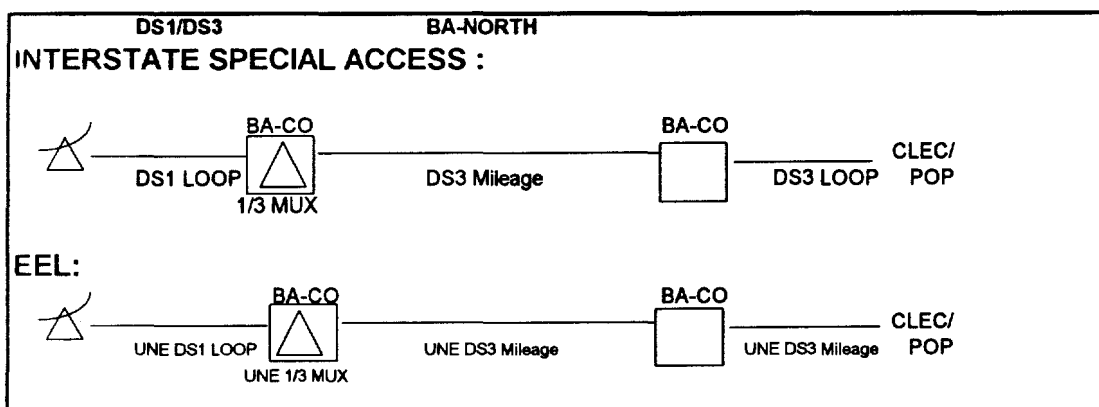 DS1/DS3 BA-NORTH
INTERSTATE SPECIAL ACCESS :
BA-CO BA-CO
CLEC/
DS1 LOOP DS3 Mileage DS3 LOOP POP
1/3 MUX
EEL:
BA-CO BA-CO
CLEC/
UNE DS1 LOOP UNE DS3 Mileage UNE DS3 Mileage POP
UNE 1/3 MUX